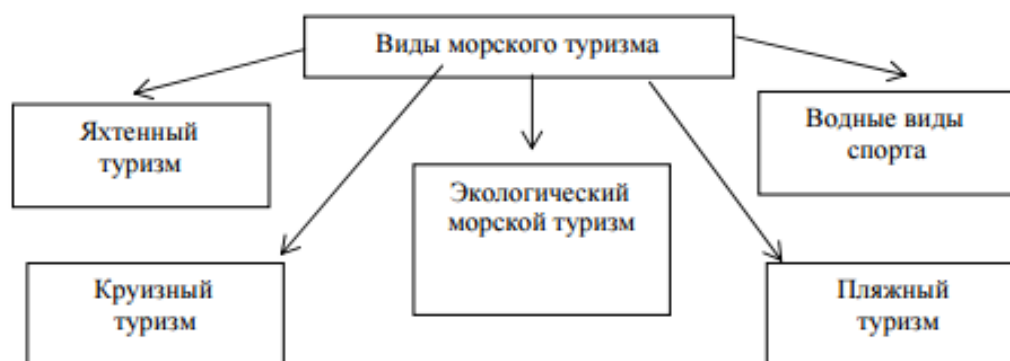 Виды морского туризма
Яхтенный
туризм
Водные виды
спорта
Экологический
морской туризм
Круизный
туризм
Пляжный
туризм